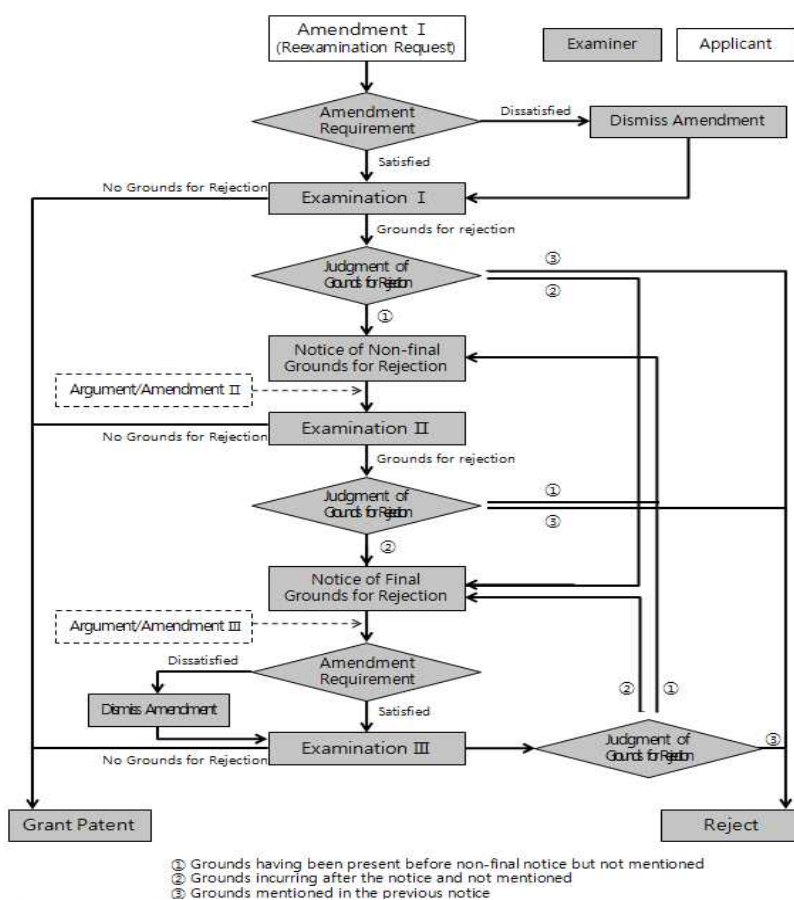 Amendment Ⅰ
(Reexamination Request)
Examiner
Applicant
Amendment
Requirement
Dissatisfied
Dismiss Amendment
Satisfied
No Grounds for Rejection
Examination Ⅰ
Grounds for rejection
Judgment of
Grounds for Rejection
③
②
①
Notice of Non-final
Grounds for Rejection
Argument/Amendment Ⅱ
Examination Ⅱ
No Grounds for Rejection
Grounds for rejection
Judgment of
Grounds for Rejection
①
③
②
Notice of Final
Grounds for Rejection
Argument/Amendment Ⅲ
Dissatisfied
Amendment
Requirement
② ①
Dismiss Amendment
Satisfied
Examination Ⅲ
Judgment of
Grounds for Rejection
③
No Grounds for Rejection
Grant Patent
Reject
① Grounds having been present before non-final notice but not mentioned
② Grounds incurring after the notice and not mentioned
③ Grounds mentioned in the previous notice